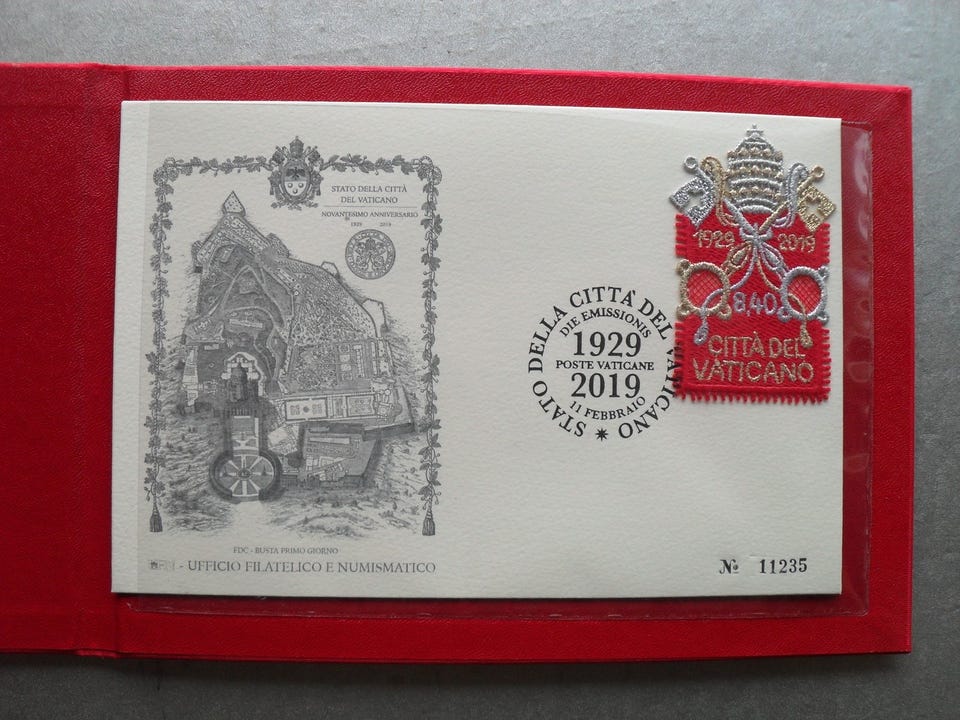 STATO DELLA CITTÀ
DEL VATICANO
NOVANTESIMO ANNIVERSARIO
1929 2019
FDC - BUSTA PRIMO GIORNO
- UFFICIO FILATELICO E NUMISMATICO
STATO DELLA CITTÀ DEL VATICANO
DIE EMISSIONIS
1929
POSTE VATICANE
2019
11 FEBBRAIO
1929 2019
8,40
CITTÀ DEL
VATICANO
№ 11235